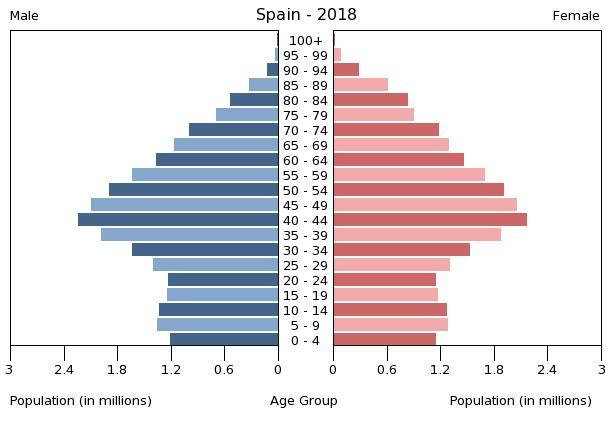 Male Spain - 2018 Female
100+
95 - 99
90 - 94
85 - 89
80 - 84
75 - 79
70 - 74
65 - 69
60 - 64
55 - 59
50 - 54
45 - 49
40 - 44
35 - 39
30 - 34
25 - 29
20 - 24
15 - 19
10 - 14
5 - 9
0 - 4
3 2.4 1.8 1.2 0.6 0 0 0.6 1.2 1.8 2.4 3
Population (in millions) Age Group Population (in millions)